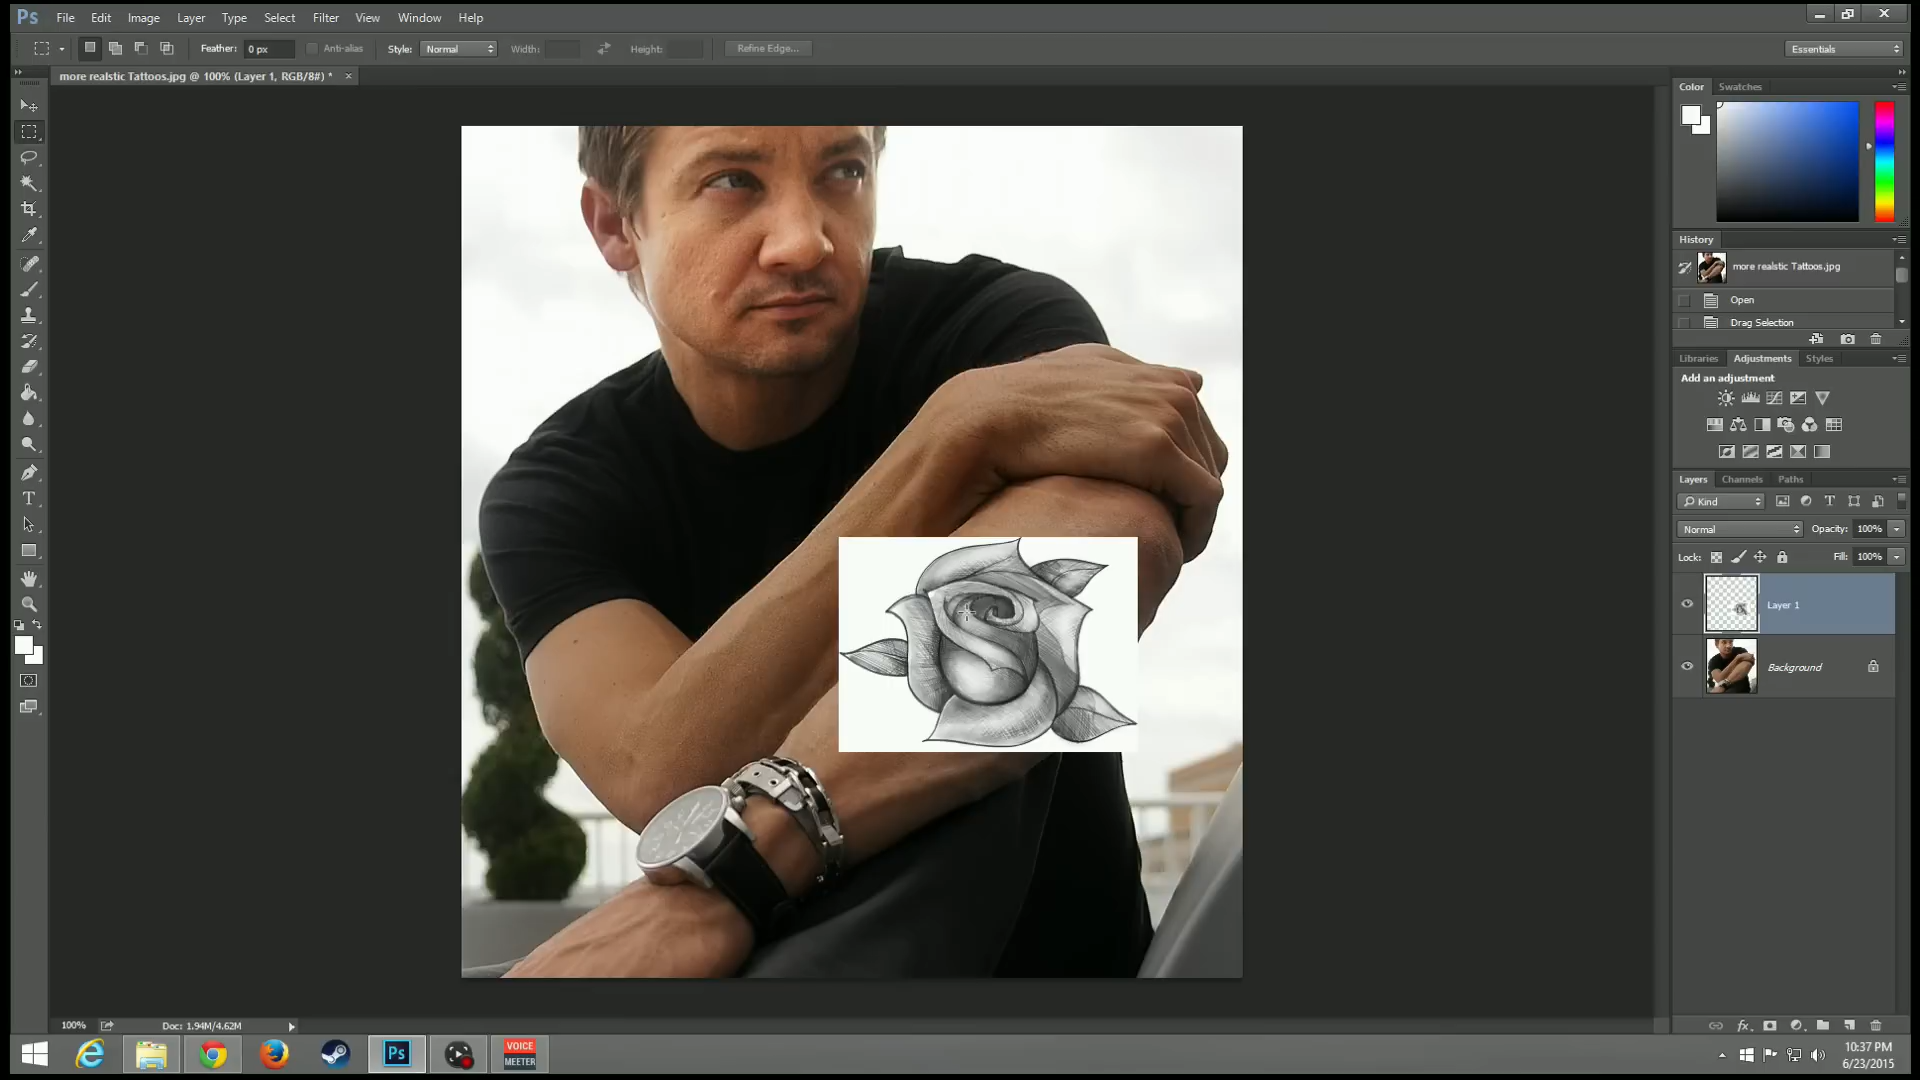 Ps File Edit Image Layer Type Select Filter View Window Help
Feather: 0 px Anti-alias Style: Normal Width: Height: Refine Edge... Essentials
more realstic Tattoos.jpg @ 100% (Layer 1, RGB/8#) *
Color Swatches
History
more realstic Tattoos.jpg
Open
Drag Selection
Libraries Adjustments Styles
Add an adjustment
Layers Channels Paths
Kind
Normal Opacity: 100%
Lock: Fill: 100%
Layer 1
Background
100% Doc: 1.94M/4.62M
Ps
VOICE
MEETER
10:37 PM
6/23/2015